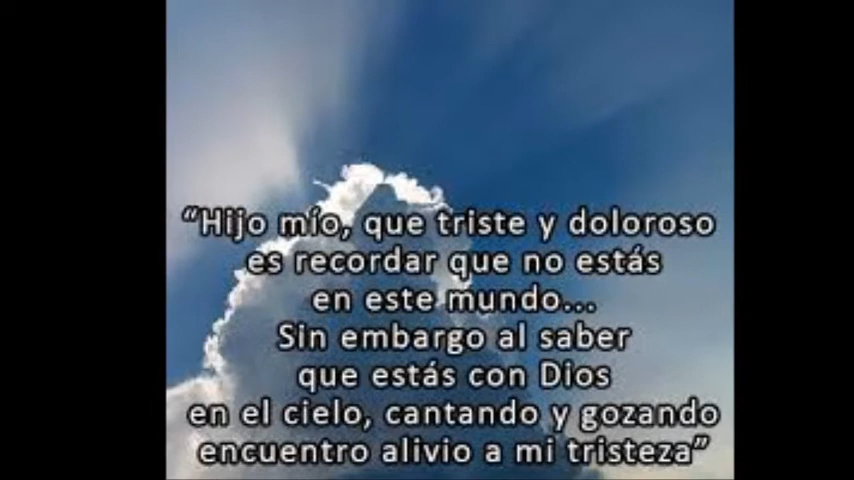 “Hijo mío, que triste y doloroso
es recordar que no estás
en este mundo...
Sin embargo al saber
que estás con Dios
en el cielo, cantando y gozando
encuentro alivio a mi tristeza”